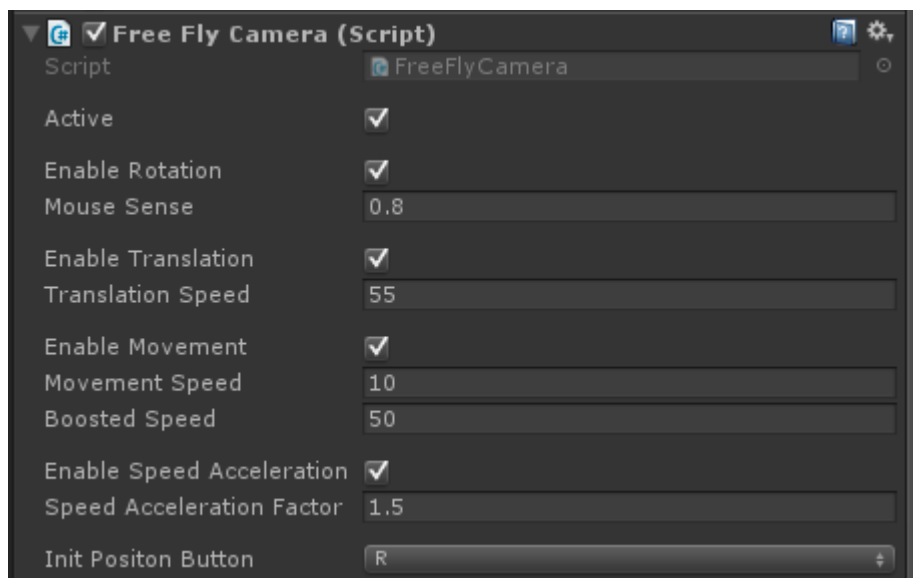 Free Fly Camera (Script)
Script FreeFlyCamera
Active
Enable Rotation
Mouse Sense 0.8
Enable Translation
Translation Speed 55
Enable Movement
Movement Speed 10
Boosted Speed 50
Enable Speed Acceleration
Speed Acceleration Factor 1.5
Init Positon Button R